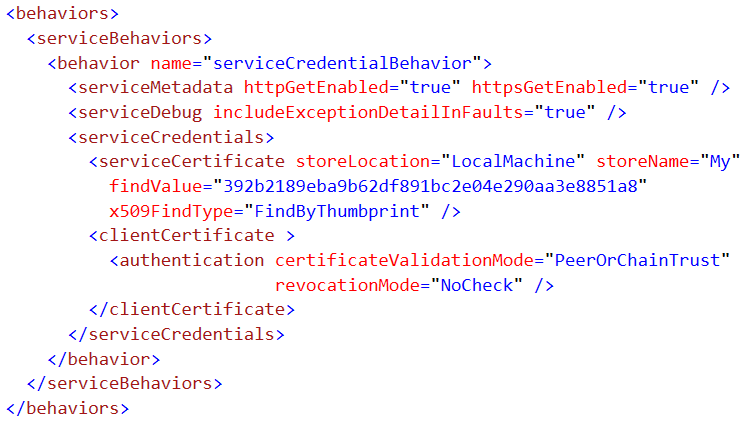 <behaviors>
  <serviceBehaviors>
    <behavior name="serviceCredentialBehavior">
      <serviceMetadata httpGetEnabled="true" httpsGetEnabled="true" />
      <serviceDebug includeExceptionDetailInFaults="true" />
      <serviceCredentials>
        <serviceCertificate storeLocation="LocalMachine" storeName="My"
          findValue="392b2189eba9b62df891bc2e04e290aa3e8851a8"
          x509FindType="FindByThumbprint" />
        <clientCertificate >
          <authentication certificateValidationMode="PeerOrChainTrust"
                          revocationMode="NoCheck" />
        </clientCertificate>
      </serviceCredentials>
    </behavior>
  </serviceBehaviors>
</behaviors>